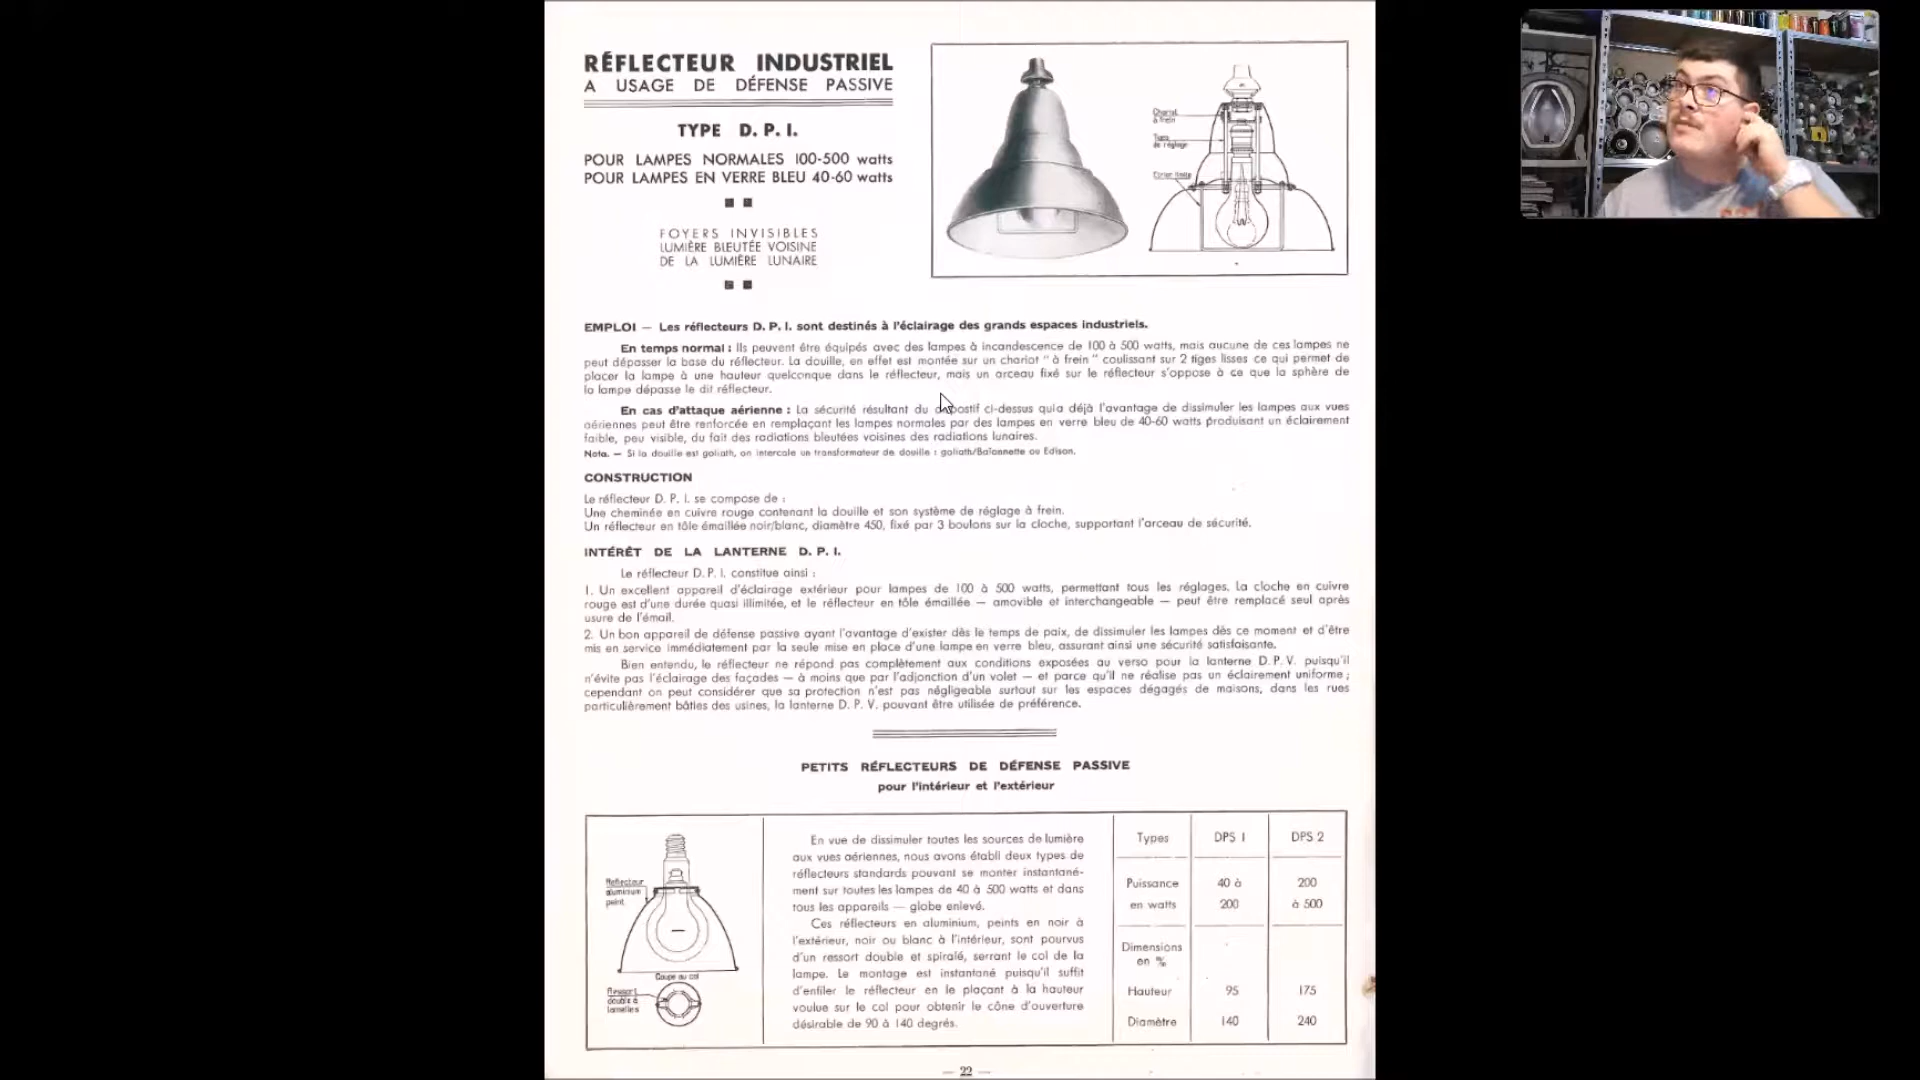 RÉFLECTEUR INDUSTRIEL
A USAGE DE DÉFENSE PASSIVE
TYPE D. P. I.
POUR LAMPES NORMALES 100-500 watts
POUR LAMPES EN VERRE BLEU 40-60 watts
FOYERS INVISIBLES
LUMIÈRE BLEUTÉE VOISINE
DE LA LUMIÈRE LUNAIRE
Chariot
à frein
Tiges
de réglage
EMPLOI — Les réflecteurs D. P. I. sont destinés à l'éclairage des grands espaces industriels.
En temps normal : Ils peuvent être équipés avec des lampes à incandescence de 100 à 500 watts, mais aucune de ces lampes ne
peut dépasser la base du réflecteur. La douille, en effet est montée sur un chariot " à frein " coulissant sur 2 tiges lisses ce qui permet de
placer la lampe à une hauteur quelconque dans le réflecteur, mais un arceau fixé sur le réflecteur s'oppose à ce que la sphère de
la lampe dépasse le dit réflecteur.
En cas d'attaque aérienne : La sécurité résultant du dispostif ci-dessus qui a déjà l'avantage de dissimuler les lampes aux vues
aériennes peut être renforcée en remplaçant les lampes normales par des lampes en verre bleu de 40-60 watts produisant un éclairement
faible, peu visible, du fait des radiations bleutées voisines des radiations lunaires.
Nota. — Si la douille est goliath, on intercale un transformateur de douille : goliath/Baïonnette ou Edison.
CONSTRUCTION
Le réflecteur D. P. I. se compose de :
Une cheminée en cuivre rouge contenant la douille et son système de réglage à frein.
Un réflecteur en tôle émaillée noir/blanc, diamètre 450, fixé par 3 boulons sur la cloche, supportant l'arceau de sécurité.
INTÉRÊT DE LA LANTERNE D. P. I.
Le réflecteur D. P. I. constitue ainsi :
1. Un excellent appareil d'éclairage extérieur pour lampes de 100 à 500 watts, permettant tous les réglages. La cloche en cuivre
rouge est d'une durée quasi illimitée, et le réflecteur en tôle émaillée — amovible et interchangeable — peut être remplacé seul après
usure de l'émail.
2. Un bon appareil de défense passive ayant l'avantage d'exister dès le temps de paix, de dissimuler les lampes dès ce moment et d'être
mis en service immédiatement par la seule mise en place d'une lampe en verre bleu, assurant ainsi une sécurité satisfaisante.
Bien entendu, le réflecteur ne répond pas complètement aux conditions exposées au verso pour la lanterne D. P. V. puisqu'il
n'évite pas l'éclairage des façades — à moins que par l'adjonction d'un volet — et parce qu'il ne réalise pas un éclairement uniforme ;
cependant on peut considérer que sa protection n'est pas négligeable surtout sur les espaces dégagés de maisons, dans les rues
particulièrement bâties des usines, la lanterne D. P. V. pouvant être utilisée de préférence.
PETITS RÉFLECTEURS DE DÉFENSE PASSIVE
pour l'intérieur et l'extérieur
Réflecteur
aluminium
peint
Coupe au col
Ressort
double à
lamelles
En vue de dissimuler toutes les sources de lumière
aux vues aériennes, nous avons établi deux types de
réflecteurs standards pouvant se monter instantané-
ment sur toutes les lampes de 40 à 500 watts et dans
tous les appareils — globe enlevé.
Ces réflecteurs en aluminium, peints en noir à
l'extérieur, noir ou blanc à l'intérieur, sont pourvus
d'un ressort double et spiralé, serrant le col de la
lampe. Le montage est instantané puisqu'il suffit
d'enfiler le réflecteur en le plaçant à la hauteur
voulue sur le col pour obtenir le cône d'ouverture
désirable de 90 à 140 degrés.
Types DPS 1 DPS 2
Puissance 40 à 200
en watts 200 à 500
Dimensions
en ‰
Hauteur 95 175
Diamètre 140 240
— 22 —